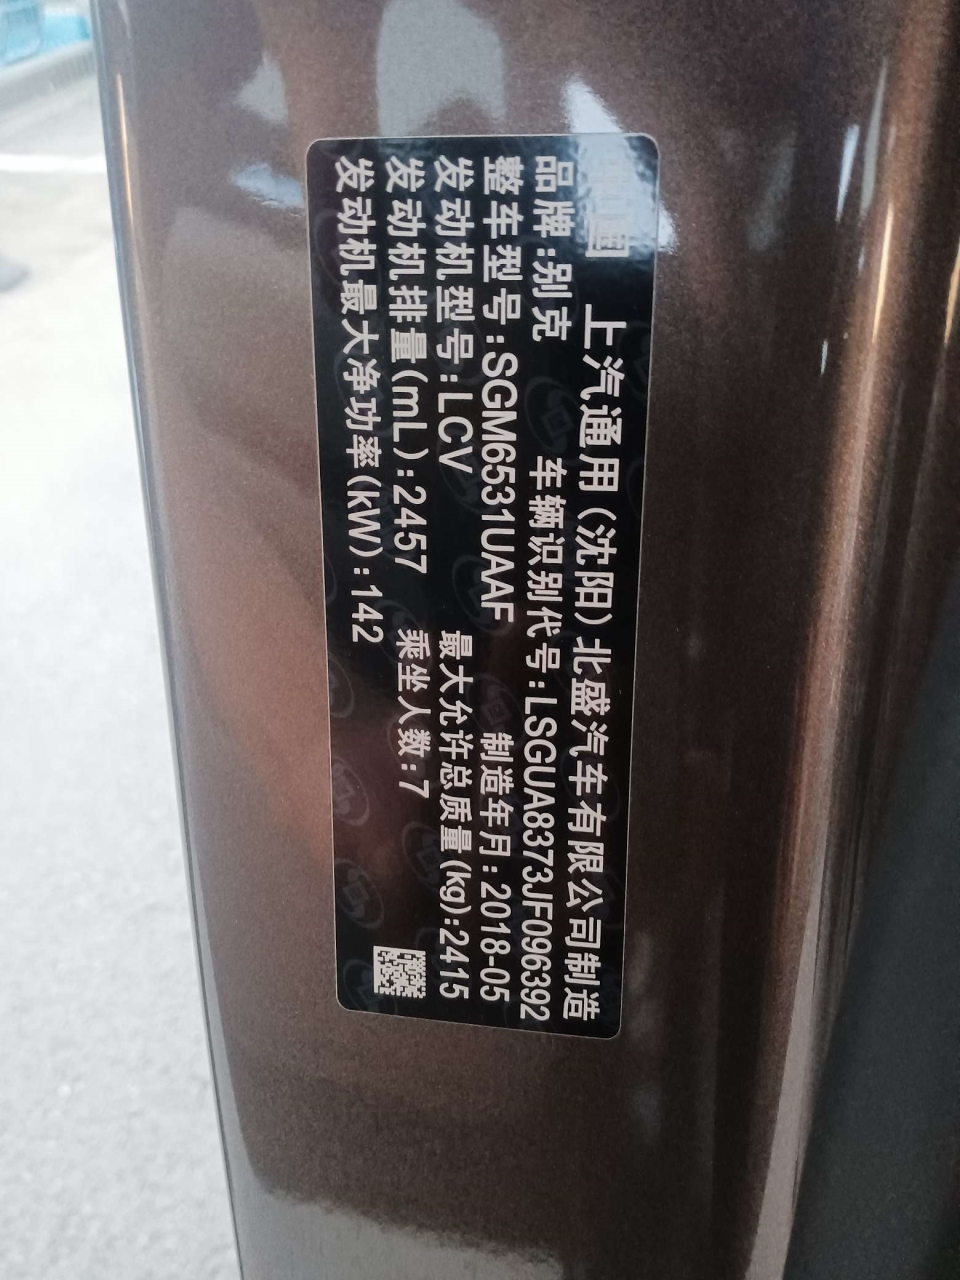 中国
上汽通用(沈阳)北盛汽车有限公司制造
品牌:别克 车辆识别代号:LSGUA8373JF096392
整车型号:SGM6531UAAF 制造年月:2018-05
发动机型号:LCV 最大允许总质量(kg):2415
发动机排量(mL):2457 乘坐人数:7
发动机最大净功率(kW):142